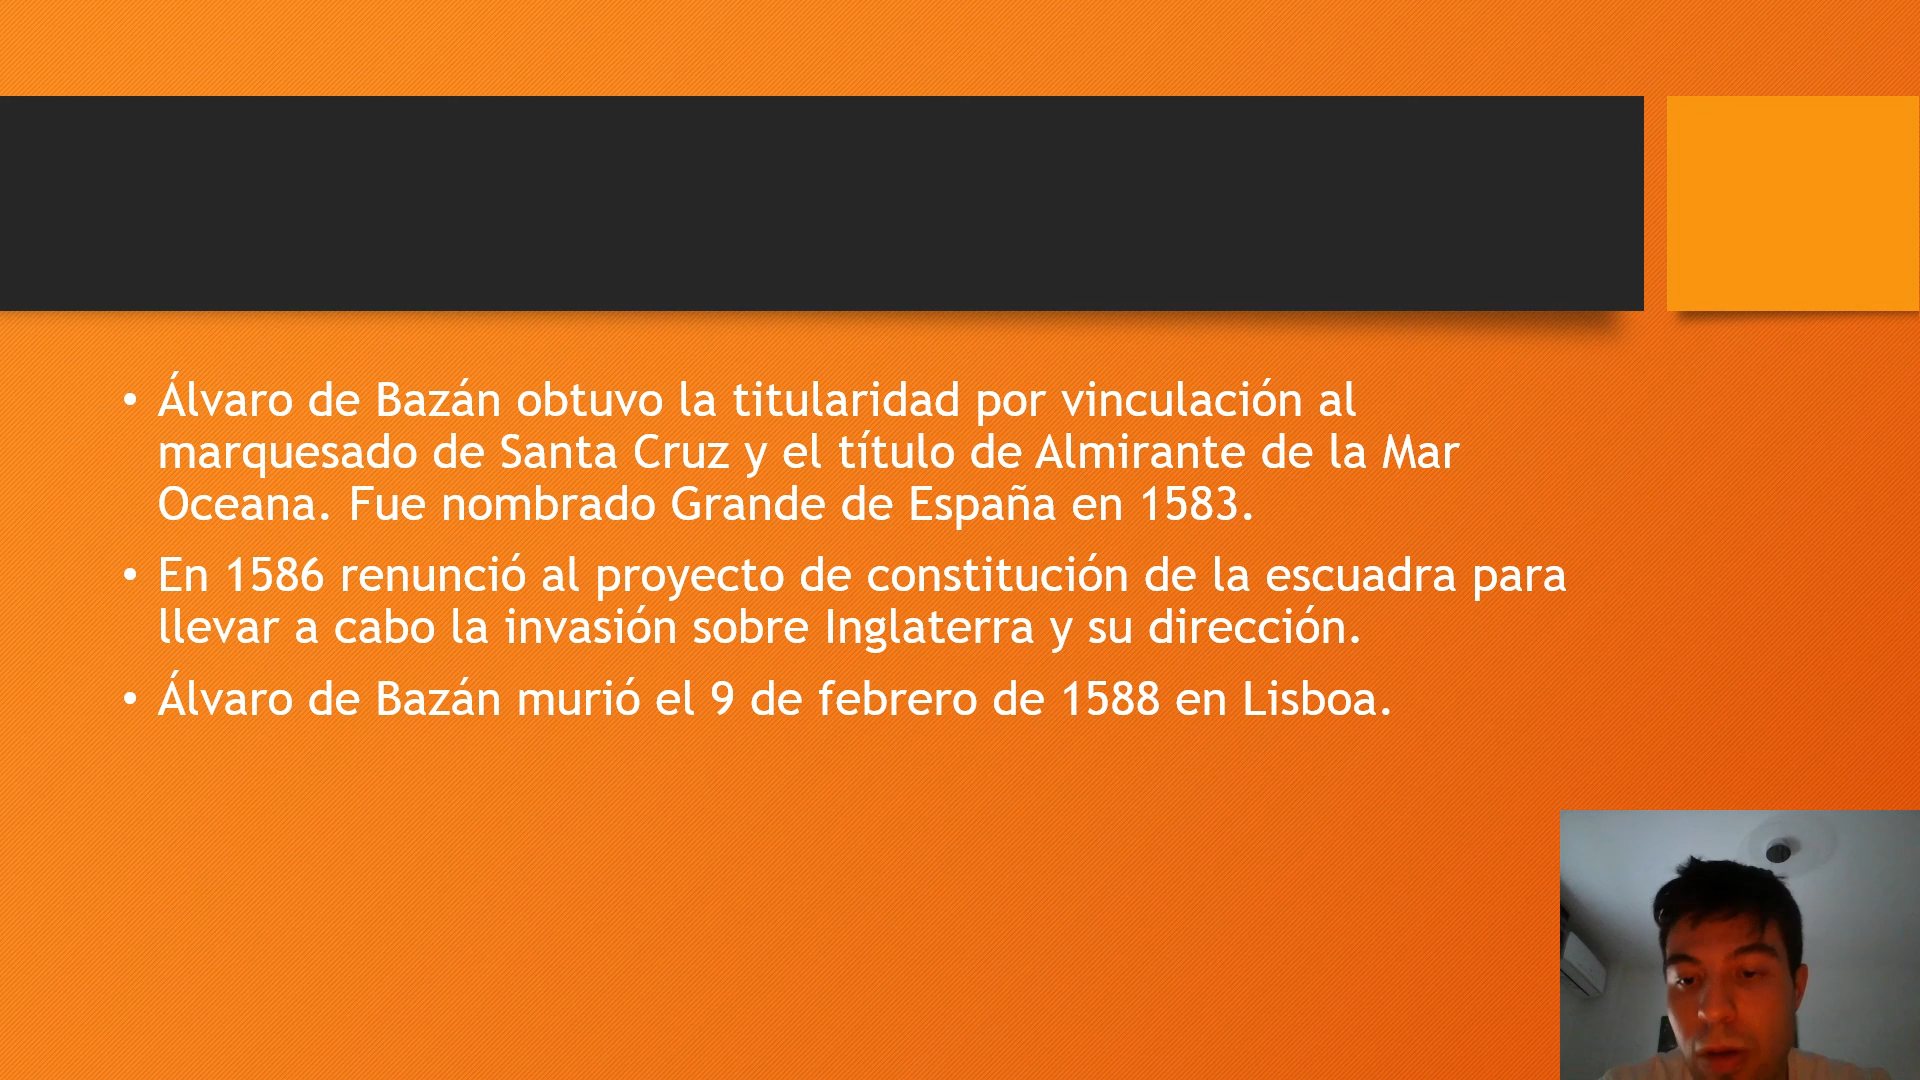 • Álvaro de Bazán obtuvo la titularidad por vinculación al
marquesado de Santa Cruz y el título de Almirante de la Mar
Oceana. Fue nombrado Grande de España en 1583.
• En 1586 renunció al proyecto de constitución de la escuadra para
llevar a cabo la invasión sobre Inglaterra y su dirección.
• Álvaro de Bazán murió el 9 de febrero de 1588 en Lisboa.